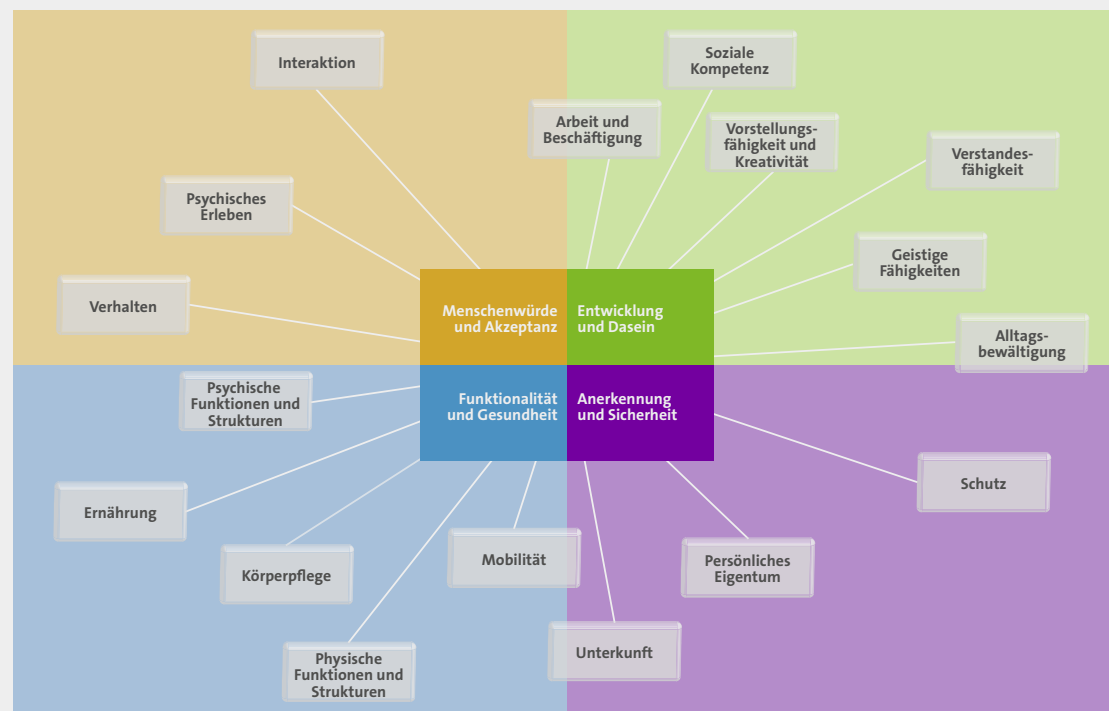 Interaktion
Soziale
Kompetenz
Arbeit und
Beschäftigung
Vorstellungs-
fähigkeit und
Kreativität
Verstandes-
fähigkeit
Psychisches
Erleben
Geistige
Fähigkeiten
Verhalten
Menschenwürde
und Akzeptanz
Entwicklung
und Dasein
Alltags-
bewältigung
Psychische
Funktionen und
Strukturen
Funktionalität
und Gesundheit
Anerkennung
und Sicherheit
Schutz
Ernährung
Körperpflege
Mobilität
Persönliches
Eigentum
Unterkunft
Physische
Funktionen und
Strukturen